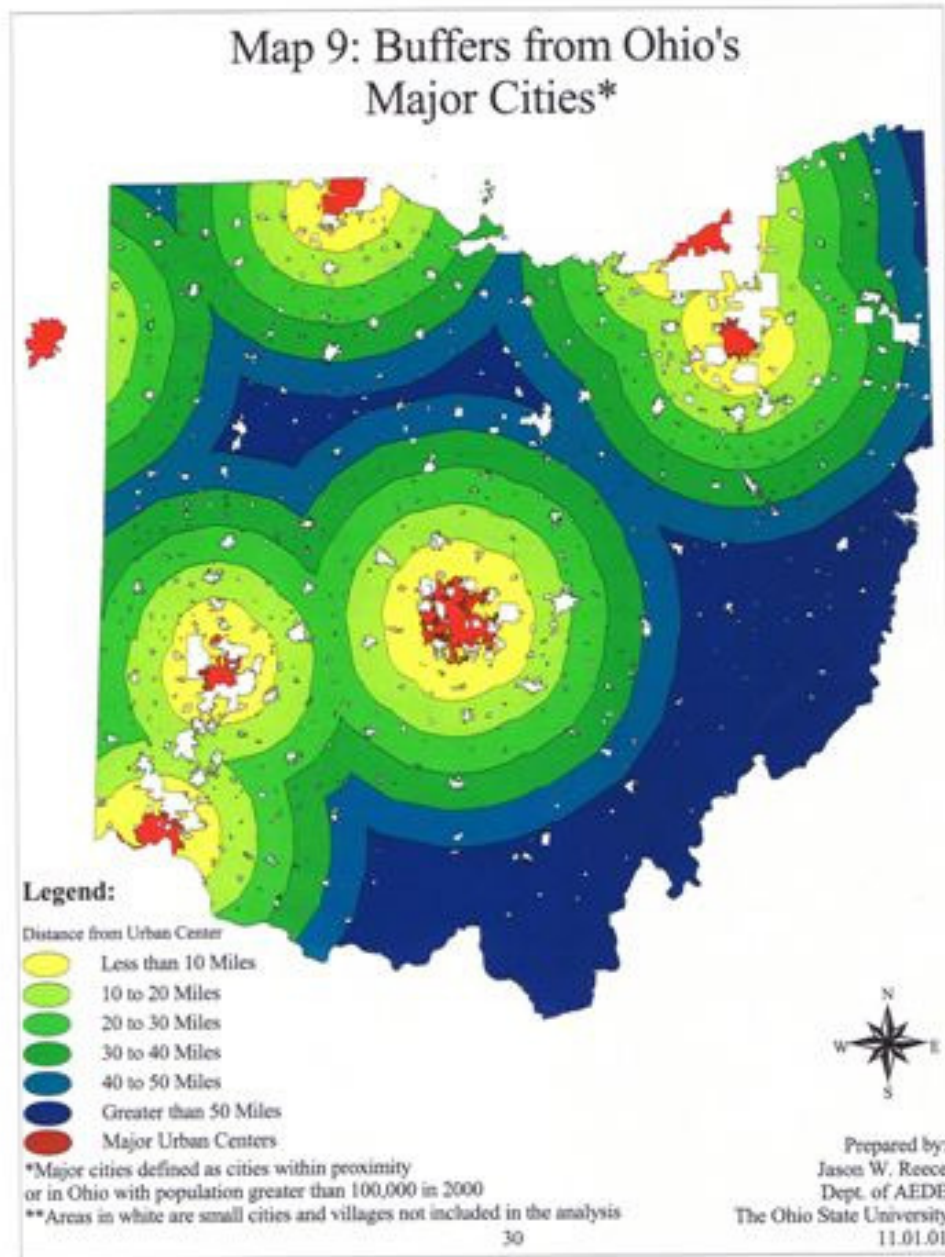 Map 9: Buffers from Ohio's
Major Cities*
Legend:
Distance from Urban Center
Less than 10 Miles
10 to 20 Miles
20 to 30 Miles
30 to 40 Miles
40 to 50 Miles
Greater than 50 Miles
Major Urban Centers
*Major cities defined as cities within proximity
or in Ohio with population greater than 100,000 in 2000
**Areas in white are small cities and villages not included in the analysis
N
W
E
S
Prepared by:
Jason W. Reece
Dept. of AEDE
The Ohio State University
11.01.01
30